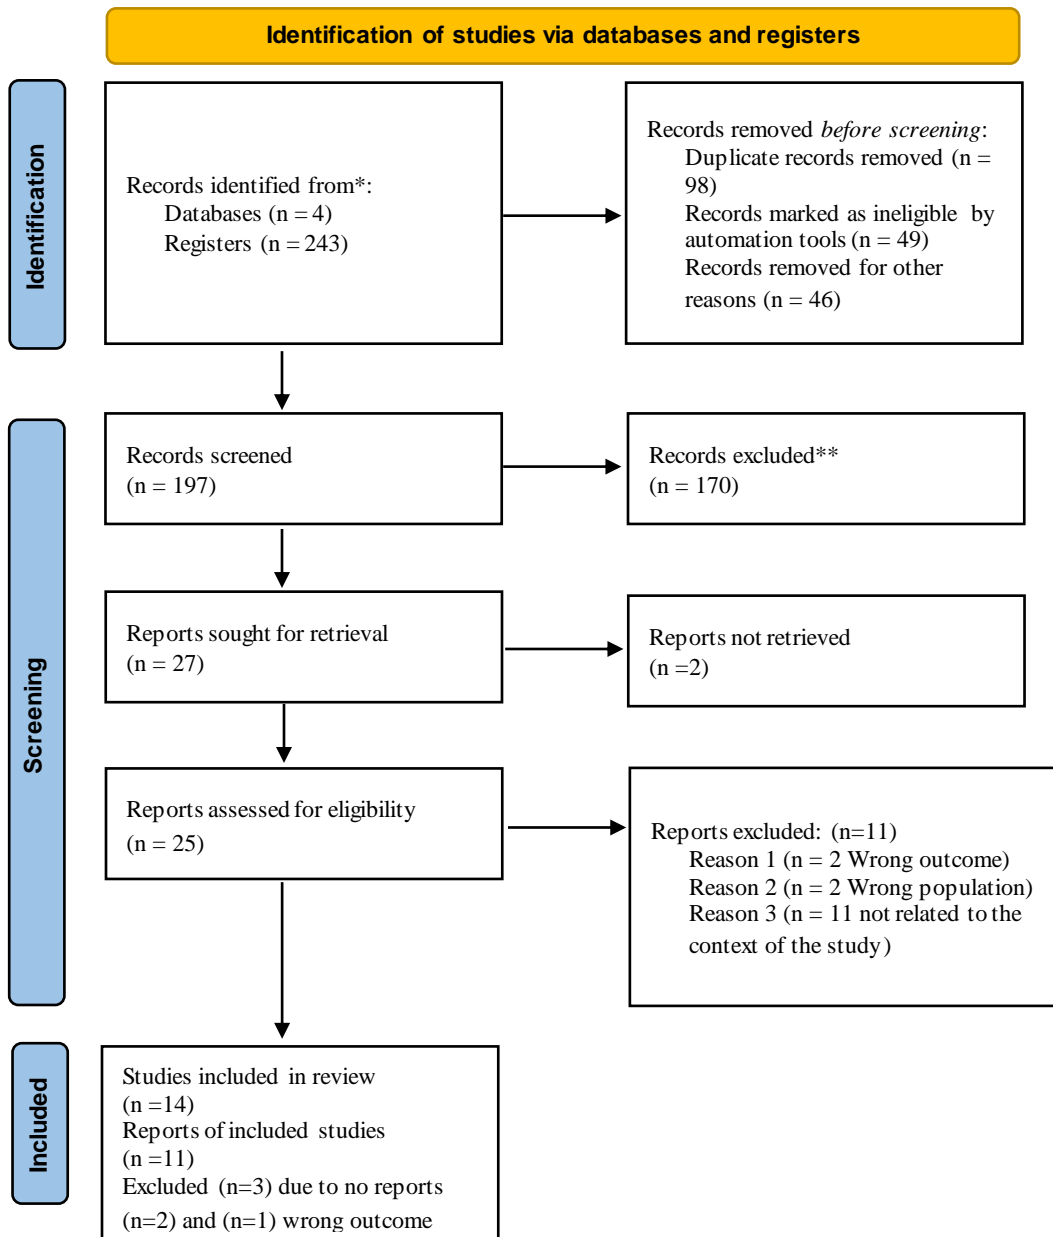 Identification of studies via databases and registers
Identification
Records identified from*:
Databases (n = 4)
Registers (n = 243)
Records removed before screening:
Duplicate records removed (n =
98)
Records marked as ineligible by
automation tools (n = 49)
Records removed for other
reasons (n = 46)
Screening
Records screened
(n = 197)
Records excluded**
(n = 170)
Reports sought for retrieval
(n = 27)
Reports not retrieved
(n =2)
Reports assessed for eligibility
(n = 25)
Reports excluded: (n=11)
Reason 1 (n = 2 Wrong outcome)
Reason 2 (n = 2 Wrong population)
Reason 3 (n = 11 not related to the
context of the study)
Included
Studies included in review
(n =14)
Reports of included studies
(n =11)
Excluded (n=3) due to no reports
(n=2) and (n=1) wrong outcome